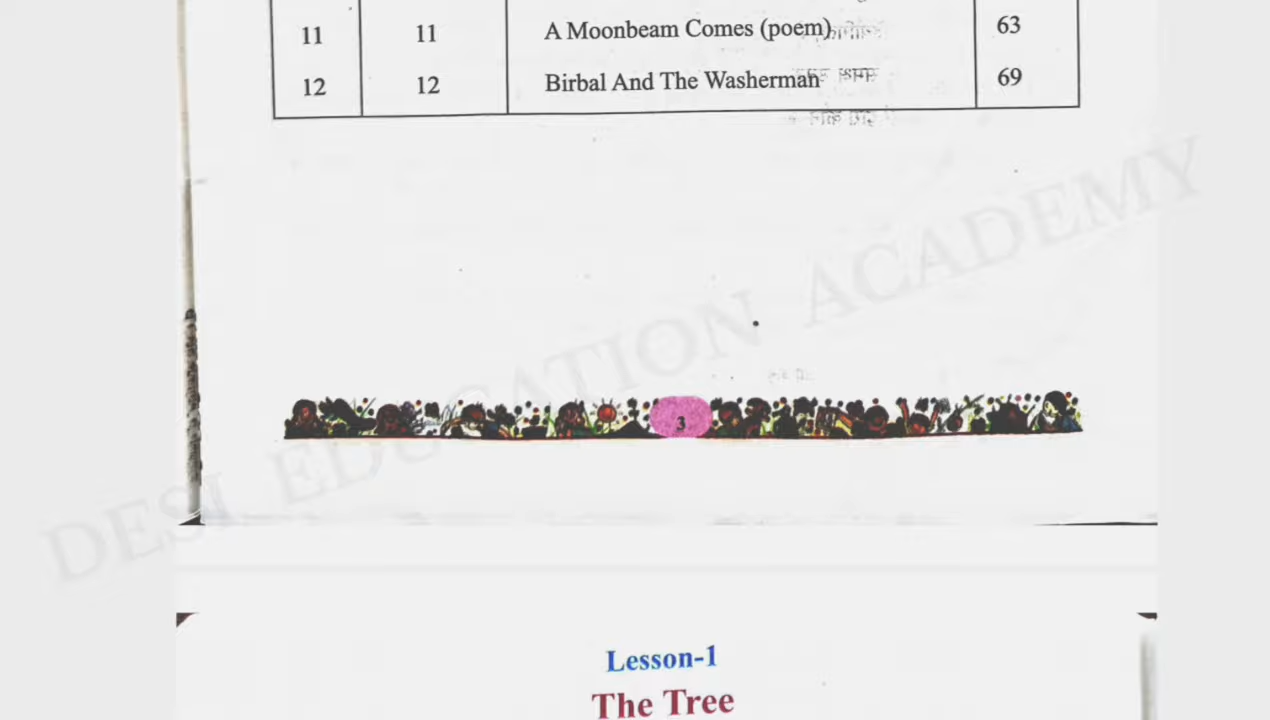 11 11 A Moonbeam Comes (poem) 63
12 12 Birbal And The Washerman 69
DESI EDUCATION ACADEMY
3
Lesson-1
The Tree